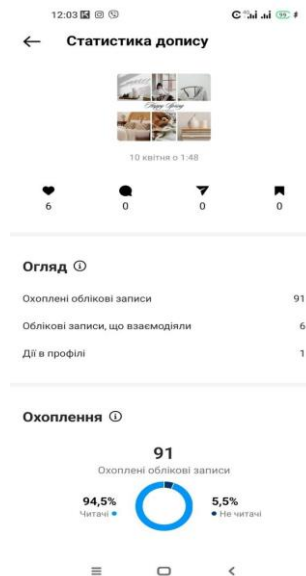 12:03
Статистика допису
Happy Spring
10 квітня о 1:48
6 0 0 0
Огляд
Охоплені облікові записи 91
Облікові записи, що взаємодіяли 6
Дії в профілі 1
Охоплення
91
Охоплені облікові записи
94,5% 5,5%
Читачі Не читачі